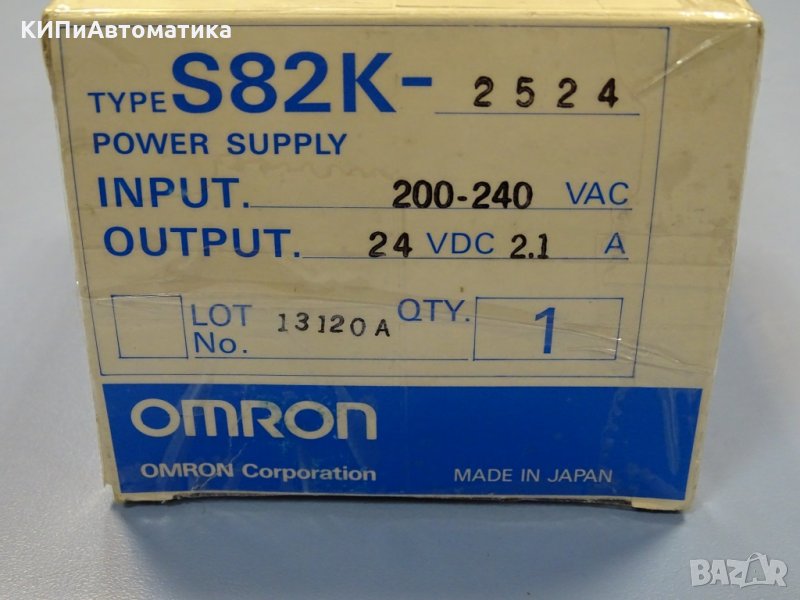 КИПиАвтоматика
TYPE S82K- 2524
POWER SUPPLY
INPUT. 200-240 VAC
OUTPUT. 24 VDC 2.1 A
LOT No. 13120A QTY. 1
OMRON
OMRON Corporation MADE IN JAPAN
BAZAR